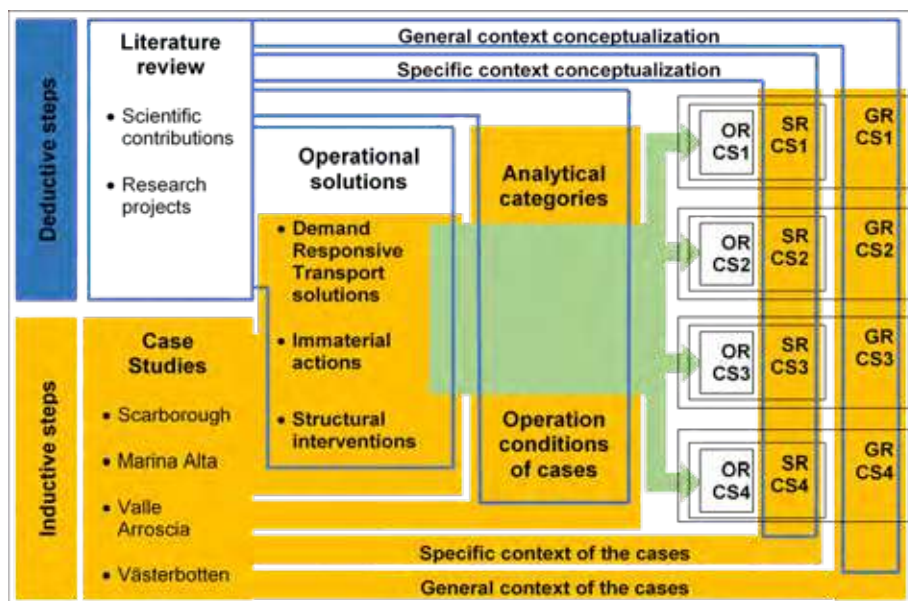 Deductive steps
Literature
review
• Scientific
contributions
• Research
projects
General context conceptualization
Specific context conceptualization
Operational
solutions
• Demand
Responsive
Transport
solutions
• Immaterial
actions
• Structural
interventions
Analytical
categories
Operation
conditions
of cases
OR
CS1
SR
CS1
GR
CS1
OR
CS2
SR
CS2
GR
CS2
OR
CS3
SR
CS3
GR
CS3
OR
CS4
SR
CS4
GR
CS4
Inductive steps
Case
Studies
• Scarborough
• Marina Alta
• Valle
Arroscia
• Västerbotten
Specific context of the cases
General context of the cases